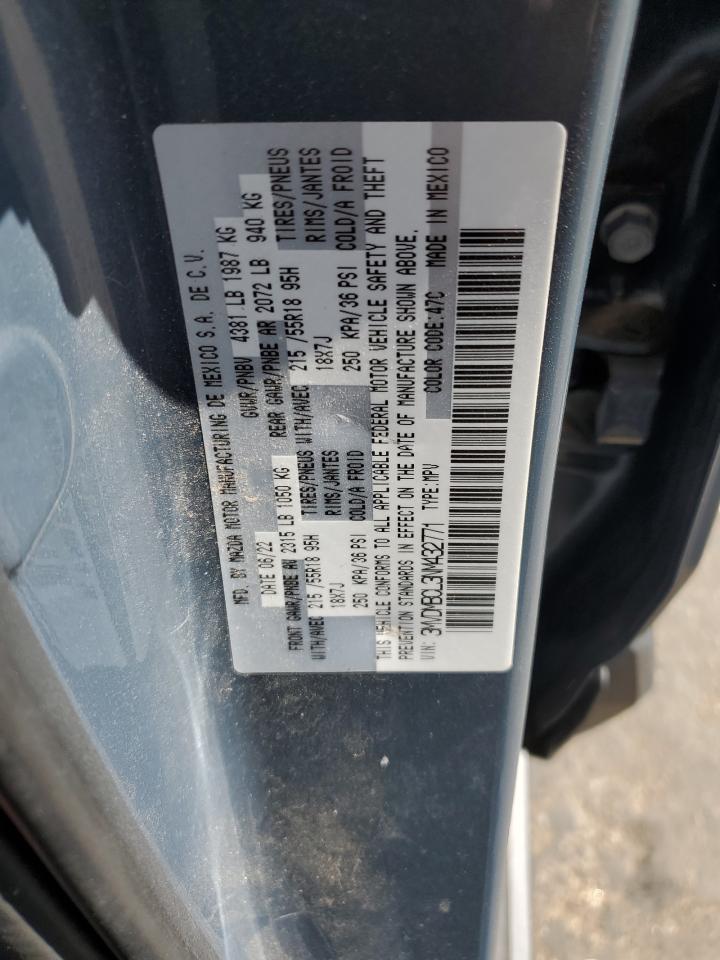 MFD. BY MAZDA MOTOR MANUFACTURING DE MEXICO S.A. DE C.V.
DATE 06/22 GVWR/PNBV 4381 LB 1987 KG
FRONT GAWR/PNBE AV 2315 LB 1050 KG REAR GAWR/PNBE AR 2072 LB 940 KG
WITH/AVEC 215 /55R18 95H TIRES/PNEUS WITH/AVEC 215 /55R18 95H TIRES/PNEUS
18X7J RIMS/JANTES 18X7J RIMS/JANTES
250 KPA/36 PSI COLD/A FROID 250 KPA/36 PSI COLD/A FROID
THIS VEHICLE CONFORMS TO ALL APPLICABLE FEDERAL MOTOR VEHICLE SAFETY AND THEFT
PREVENTION STANDARDS IN EFFECT ON THE DATE OF MANUFACTURE SHOWN ABOVE.
VIN: 3MVDMBCL3NM432771 TYPE:MPV COLOR CODE:47C MADE IN MEXICO